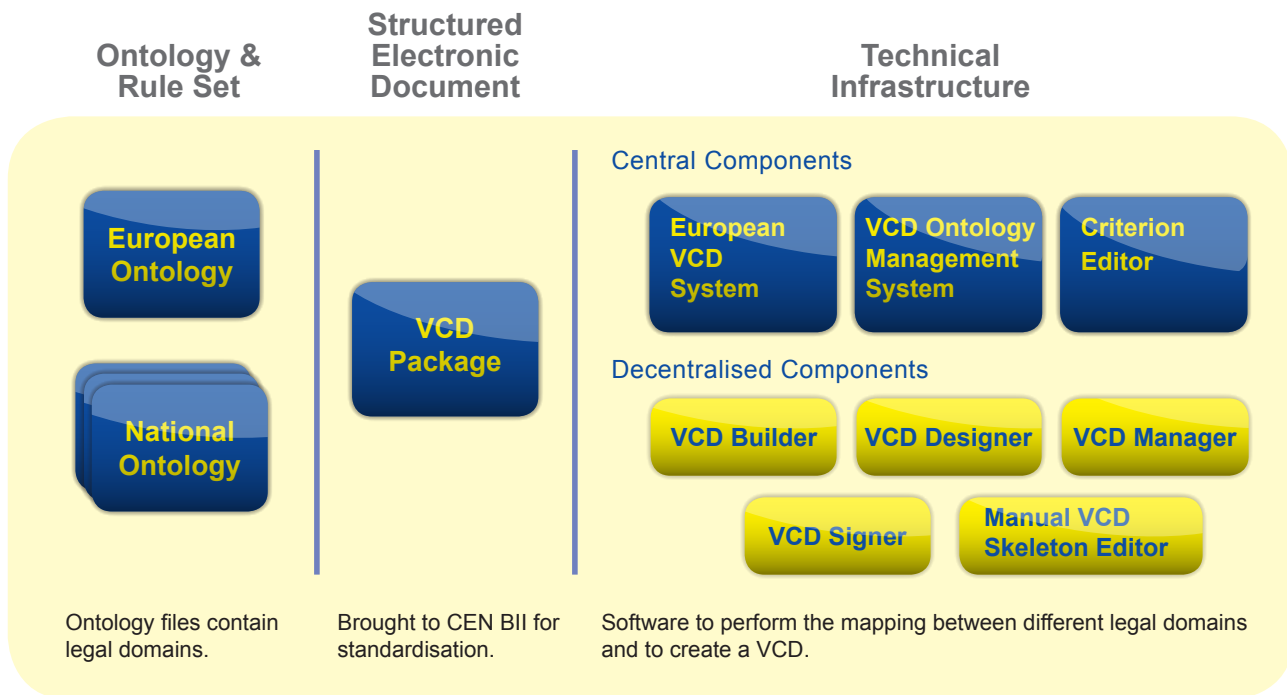 Ontology &
Rule Set
Structured
Electronic
Document
Technical
Infrastructure
European
Ontology
National
Ontology
VCD
Package
Central Components
European
VCD
System
VCD Ontology
Management
System
Criterion
Editor
Decentralised Components
VCD Builder
VCD Designer
VCD Manager
VCD Signer
Manual VCD
Skeleton Editor
Ontology files contain
legal domains.
Brought to CEN BII for
standardisation.
Software to perform the mapping between different legal domains
and to create a VCD.